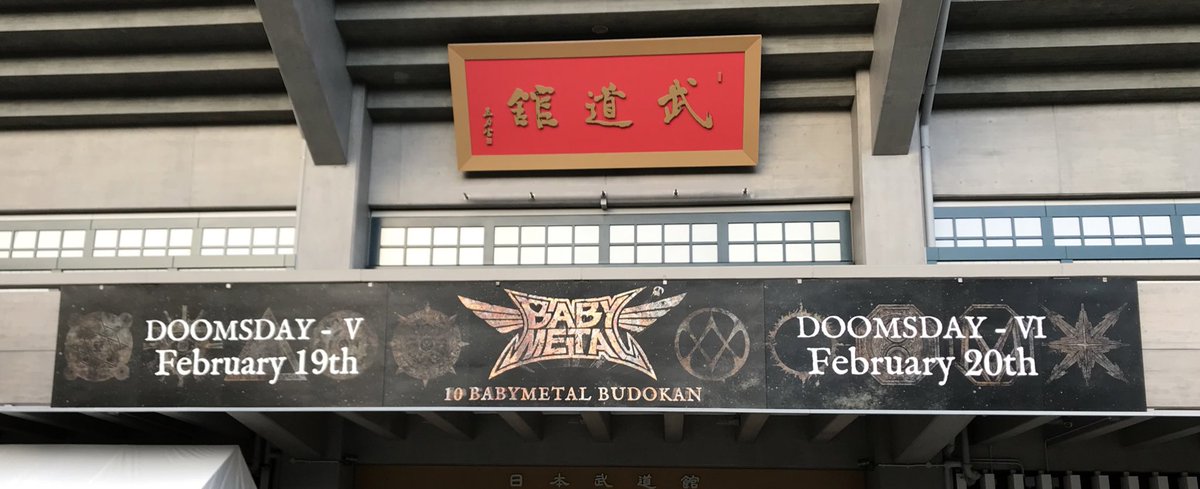 武道館
DOOMSDAY - V
February 19th
BABY
METAL
10 BABYMETAL BUDOKAN
DOOMSDAY - VI
February 20th
日本武道館